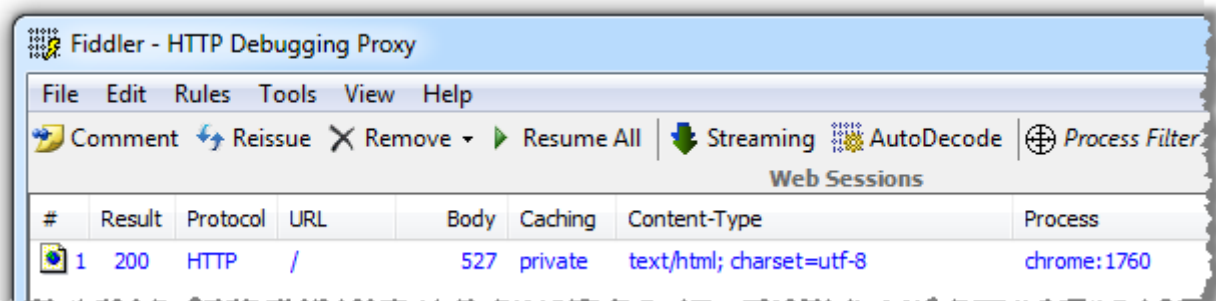 Fiddler - HTTP Debugging Proxy
File Edit Rules Tools View Help
Comment Reissue Remove Resume All Streaming AutoDecode Process Filter
Web Sessions
# Result Protocol URL Body Caching Content-Type Process
1 200 HTTP / 527 private text/html; charset=utf-8 chrome:1760